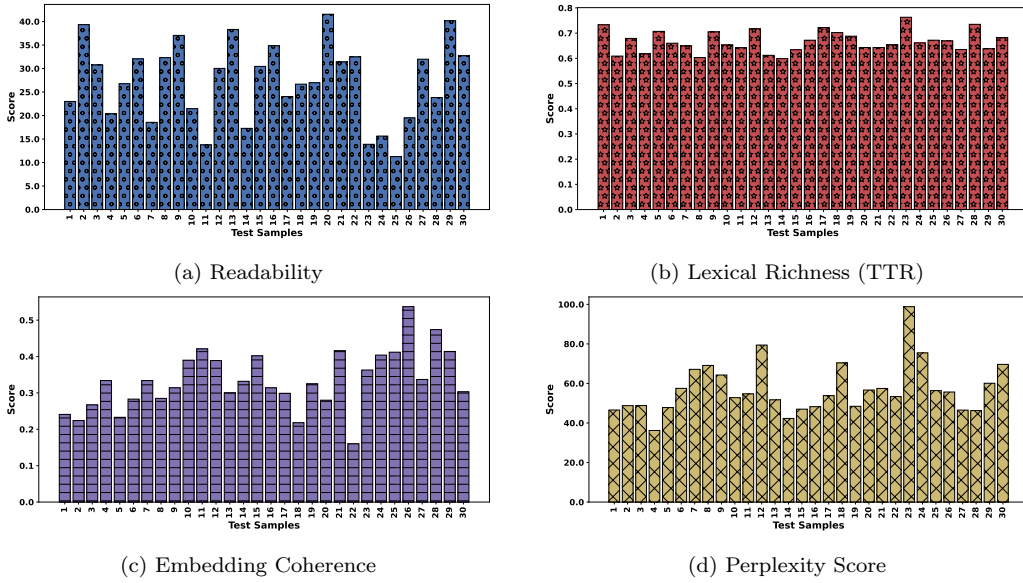 40.0
35.0
30.0
25.0
20.0
15.0
10.0
5.0
0.0
Score
1 2 3 4 5 6 7 8 9 10 11 12 13 14 15 16 17 18 19 20 21 22 23 24 25 26 27 28 29 30
Test Samples
(a) Readability
0.8
0.7
0.6
0.5
0.4
0.3
0.2
0.1
0.0
Score
1 2 3 4 5 6 7 8 9 10 11 12 13 14 15 16 17 18 19 20 21 22 23 24 25 26 27 28 29 30
Test Samples
(b) Lexical Richness (TTR)
0.5
0.4
0.3
0.2
0.1
0.0
Score
1 2 3 4 5 6 7 8 9 10 11 12 13 14 15 16 17 18 19 20 21 22 23 24 25 26 27 28 29 30
Test Samples
(c) Embedding Coherence
100.0
80.0
60.0
40.0
20.0
0.0
Score
1 2 3 4 5 6 7 8 9 10 11 12 13 14 15 16 17 18 19 20 21 22 23 24 25 26 27 28 29 30
Test Samples
(d) Perplexity Score